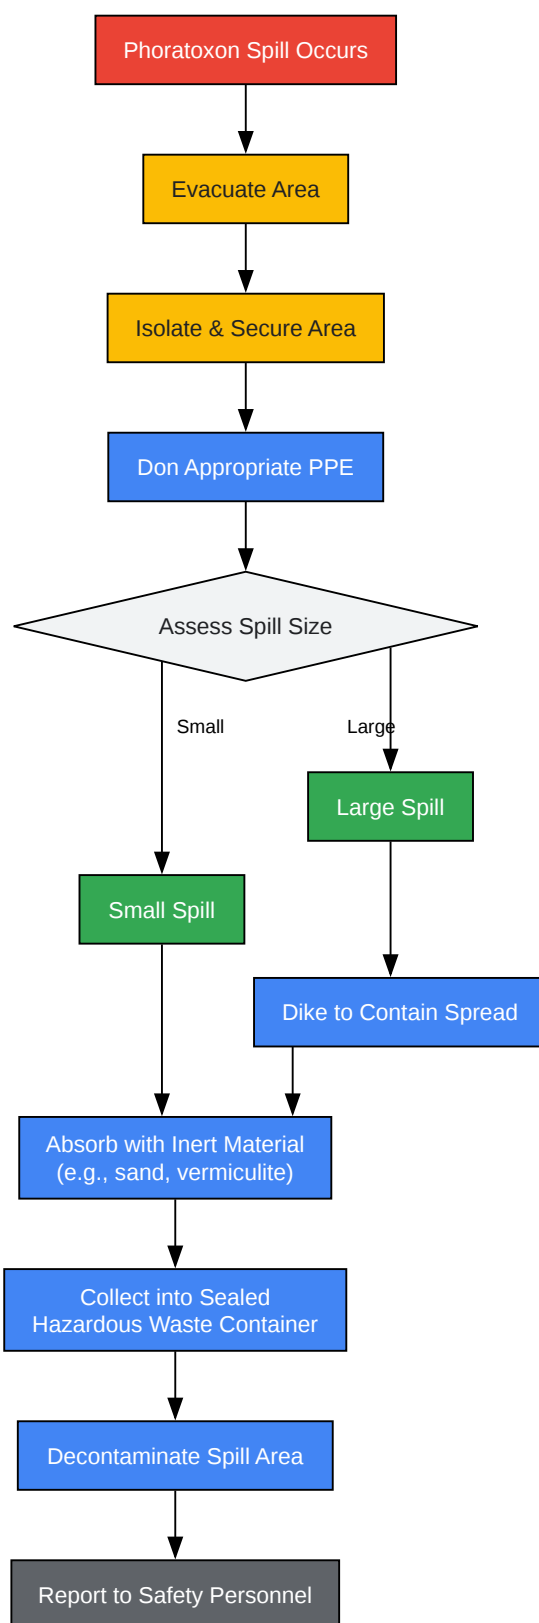 Phoratoxon Spill Occurs
Evacuate Area
Isolate & Secure Area
Don Appropriate PPE
Assess Spill Size
Small
Large
Large Spill
Small Spill
Dike to Contain Spread
Absorb with Inert Material
(e.g., sand, vermiculite)
Collect into Sealed
Hazardous Waste Container
Decontaminate Spill Area
Report to Safety Personnel